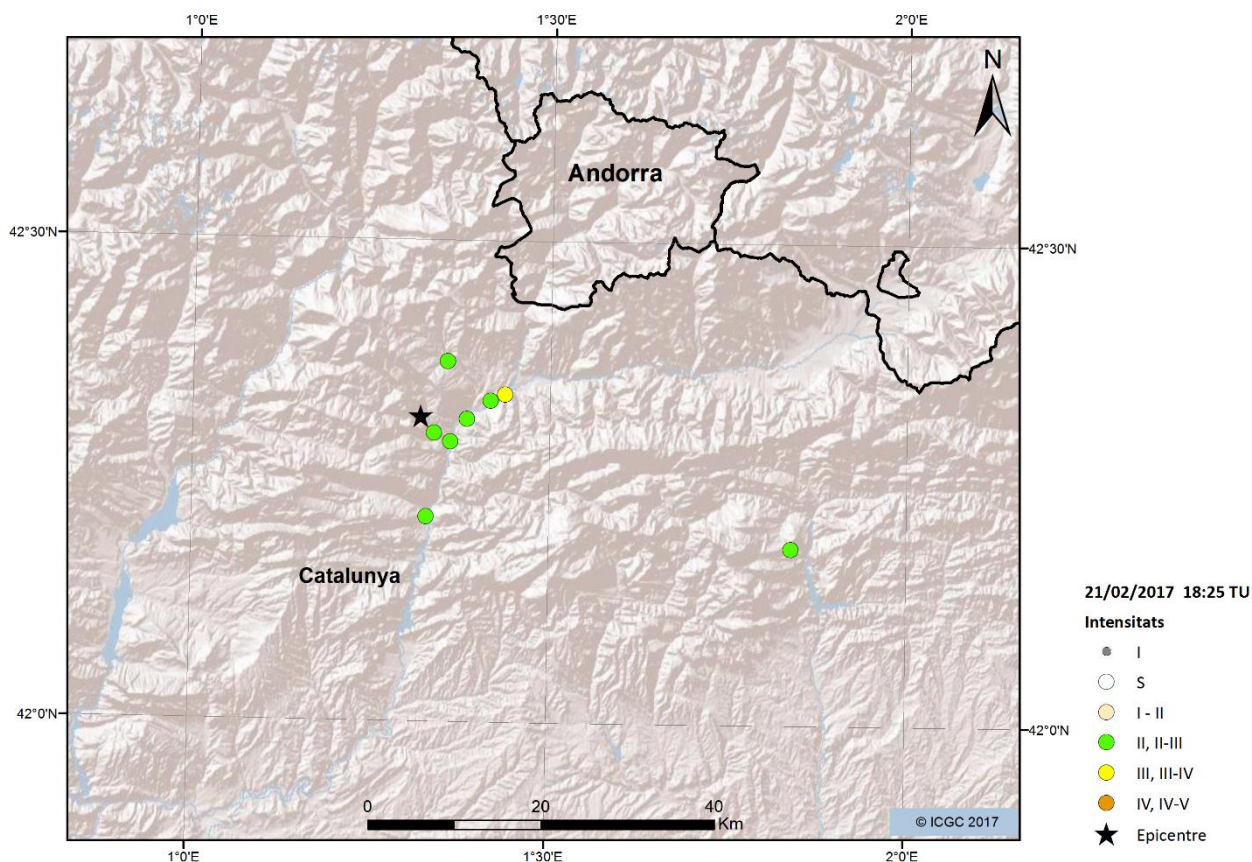 1°0'E
1°30'E
2°0'E
N
Andorra
42°30'N
42°30'N
Catalunya
21/02/2017 18:25 TU
Intensitats
I
S
I - II
II, II-III
III, III-IV
IV, IV-V
Epicentre
42°0'N
42°0'N
0
20
40
Km
© ICGC 2017
1°0'E
1°30'E
2°0'E